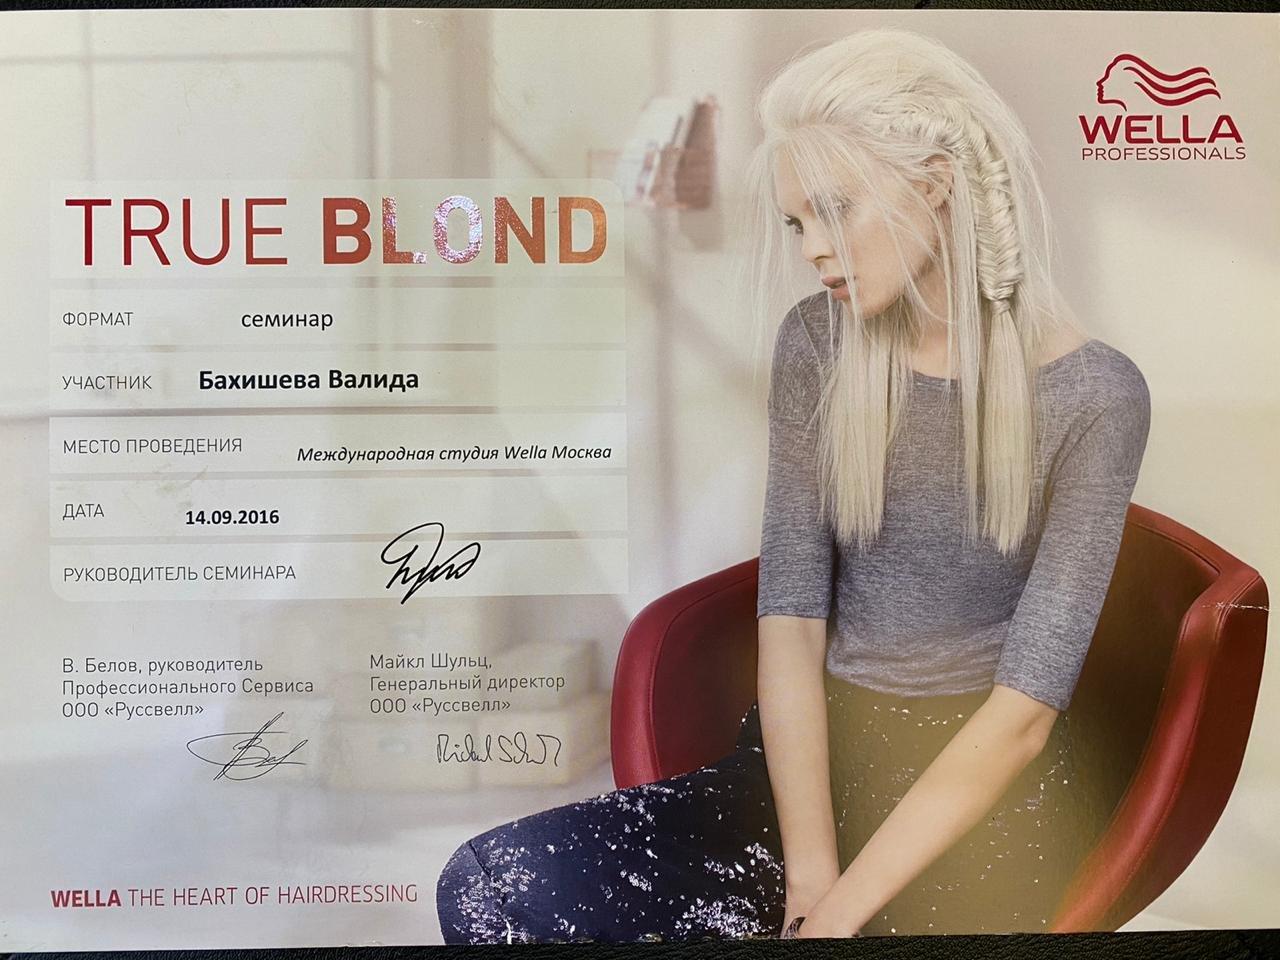 WELLA
PROFESSIONALS
TRUE BLOND
ФОРМАТ семинар
УЧАСТНИК Бахишева Валида
МЕСТО ПРОВЕДЕНИЯ Международная студия Wella Москва
ДАТА 14.09.2016
РУКОВОДИТЕЛЬ СЕМИНАРА
В. Белов, руководитель
Профессионального Сервиса
ООО «Руссвелл»
Майкл Шульц,
Генеральный директор
ООО «Руссвелл»
WELLA THE HEART OF HAIRDRESSING